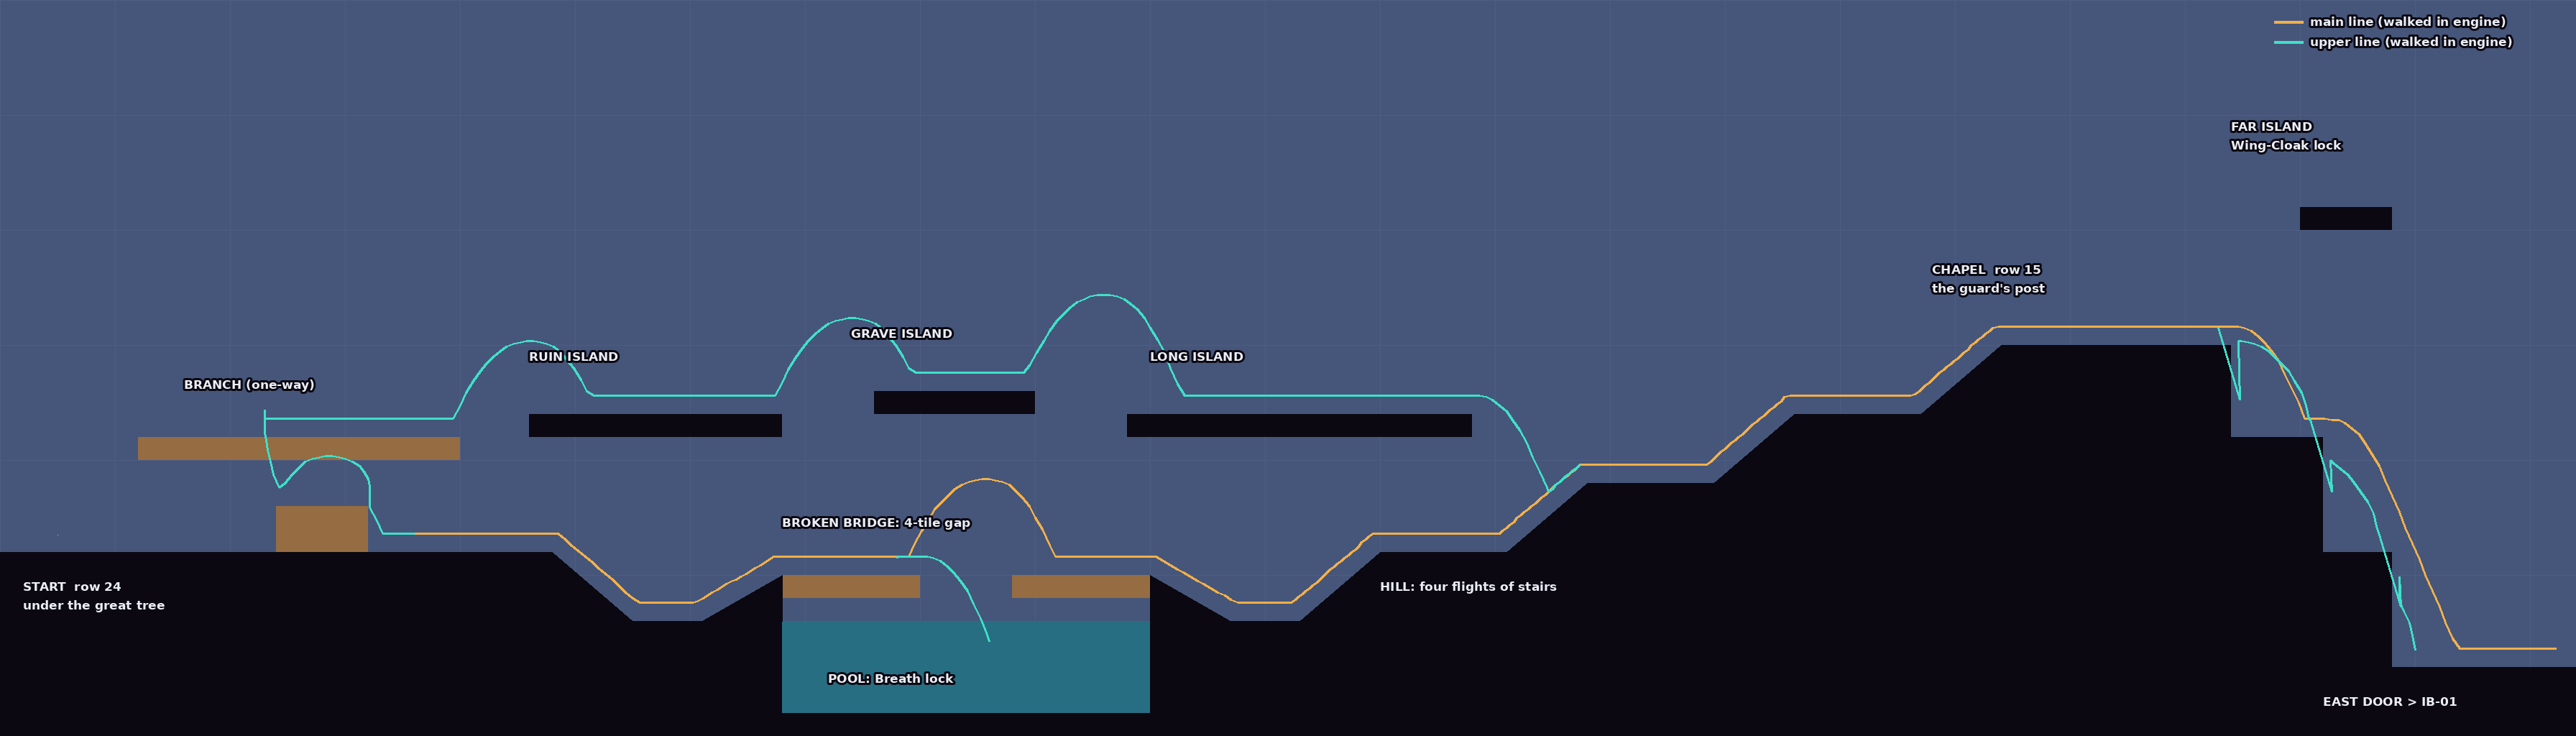 main line (walked in engine)
upper line (walked in engine)
FAR ISLAND
Wing-Cloak lock
CHAPEL  row 15
the guard's post
GRAVE ISLAND
RUIN ISLAND
LONG ISLAND
BRANCH (one-way)
BROKEN BRIDGE: 4-tile gap
START  row 24
under the great tree
HILL: four flights of stairs
POOL: Breath lock
EAST DOOR > IB-01